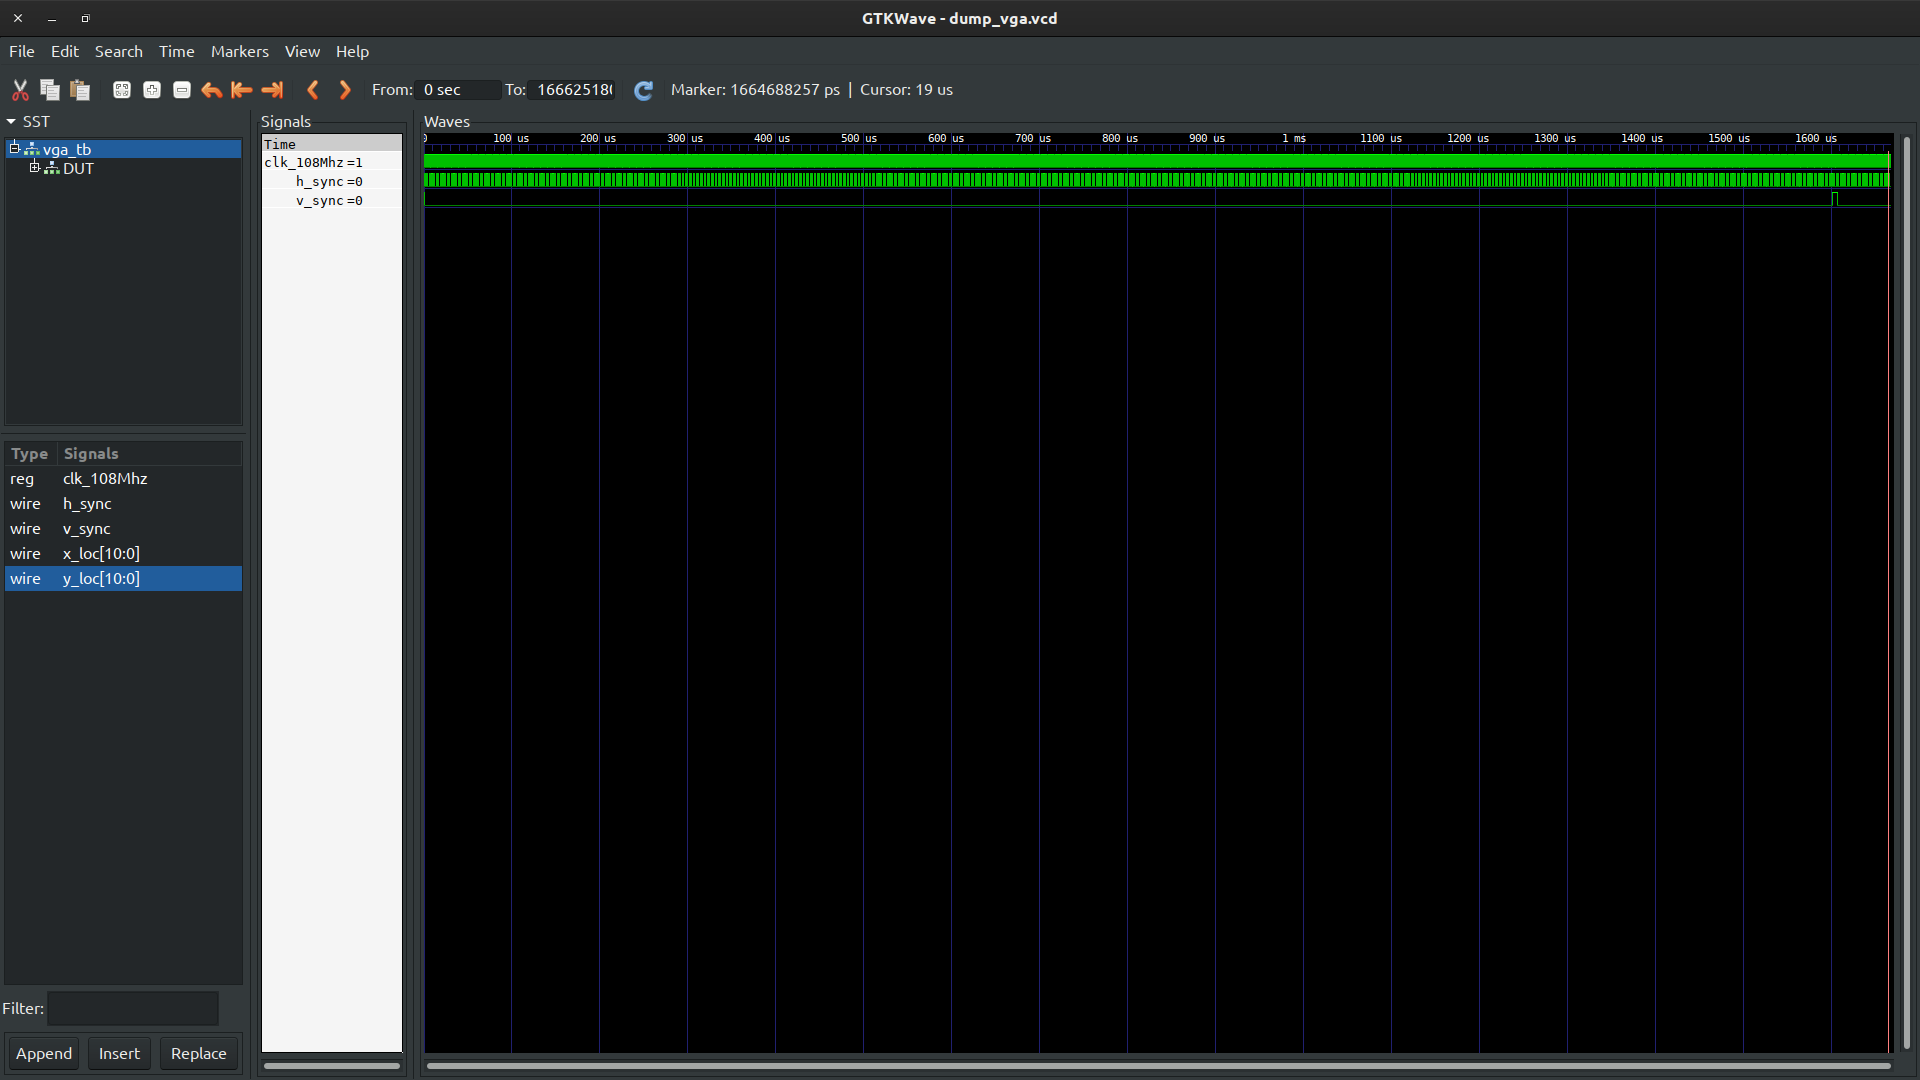 GTKWave - dump_vga.vcd
File Edit Search Time Markers View Help
From: 0 sec To: Marker: 1664688257 ps | Cursor: 19 us
SST
vga_tb
DUT
Type Signals
reg clk_108Mhz
wire h_sync
wire v_sync
wire x_loc[10:0]
wire y_loc[10:0]
Filter:
Append Insert Replace
Signals
Time
clk_108Mhz =1
h_sync =0
v_sync =0
Waves
0 100 us 200 us 300 us 400 us 500 us 600 us 700 us 800 us 900 us 1 ms 1100 us 1200 us 1300 us 1400 us 1500 us 1600 us